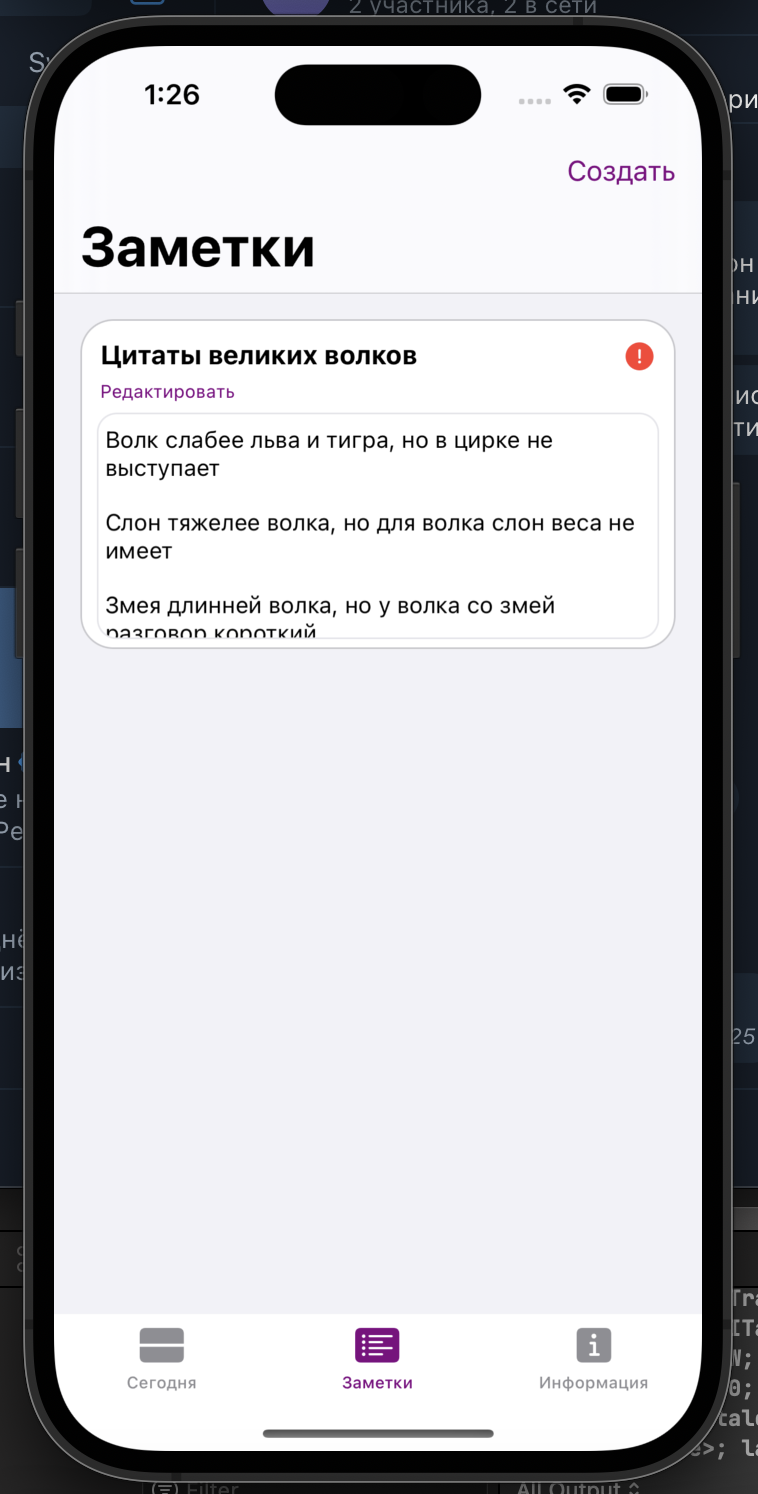 2 участника, 2 в сети
1:26
Создать
Заметки
Цитаты великих волков
Редактировать
Волк слабее льва и тигра, но в цирке не
выступает
Слон тяжелее волка, но для волка слон веса не
имеет
Змея длинней волка, но у волка со змей
разговор короткий
25
Сегодня
Заметки
Информация
Filter
All Output